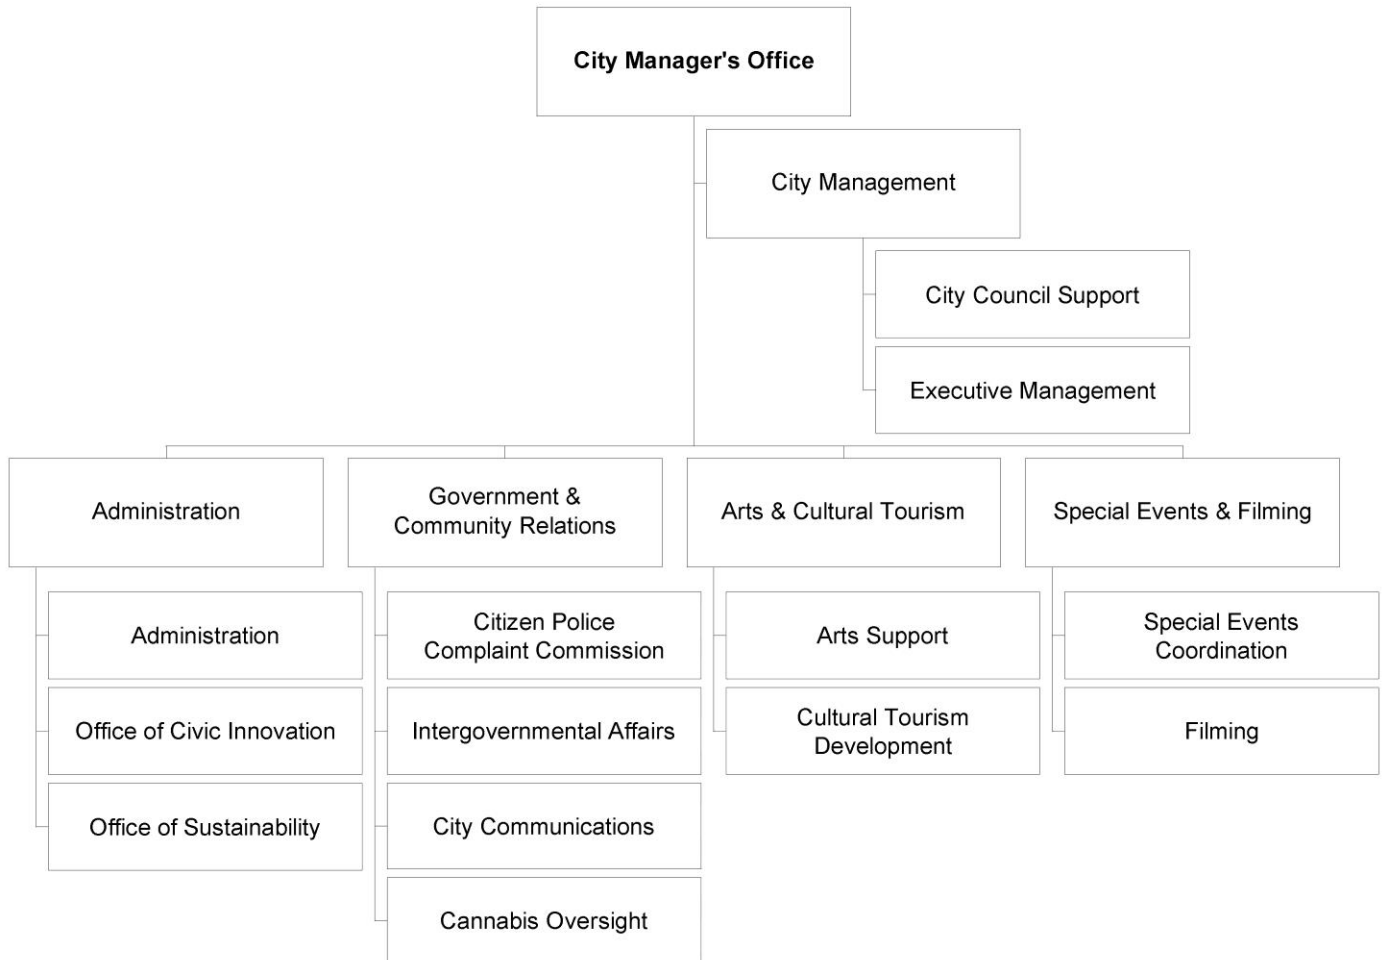 City Manager's Office
City Management
City Council Support
Executive Management
Administration
Government &
Community Relations
Arts & Cultural Tourism
Special Events & Filming
Administration
Office of Civic Innovation
Office of Sustainability
Citizen Police
Complaint Commission
Intergovernmental Affairs
City Communications
Cannabis Oversight
Arts Support
Cultural Tourism
Development
Special Events
Coordination
Filming